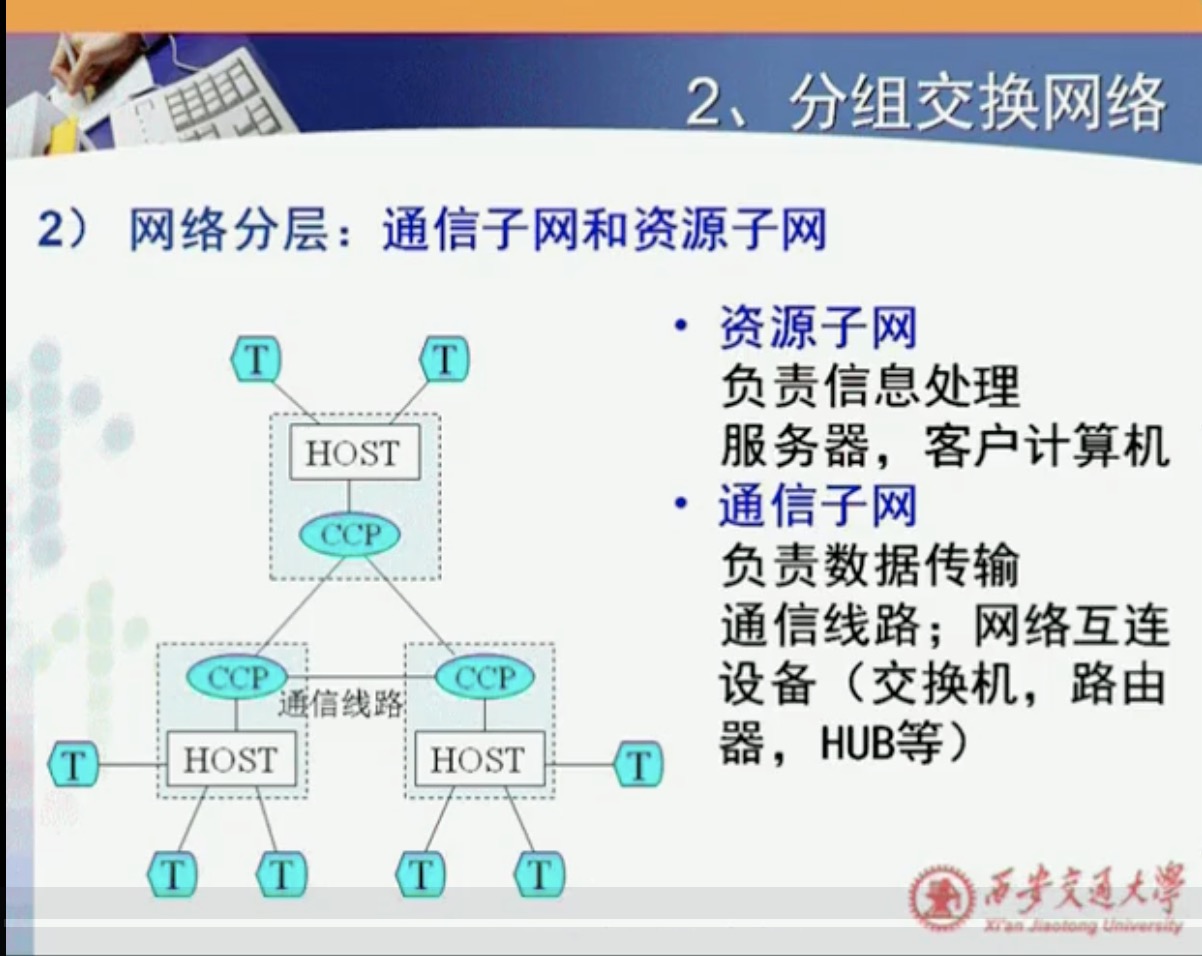 2、分组交换网络
2） 网络分层：通信子网和资源子网
T
T
HOST
CCP
CCP
CCP
通信线路
T
HOST
HOST
T
T
T
T
T
• 资源子网
负责信息处理
服务器，客户计算机
• 通信子网
负责数据传输
通信线路；网络互连
设备（交换机，路由
器，HUB等）
西安交通大學
Xi'an Jiaotong University